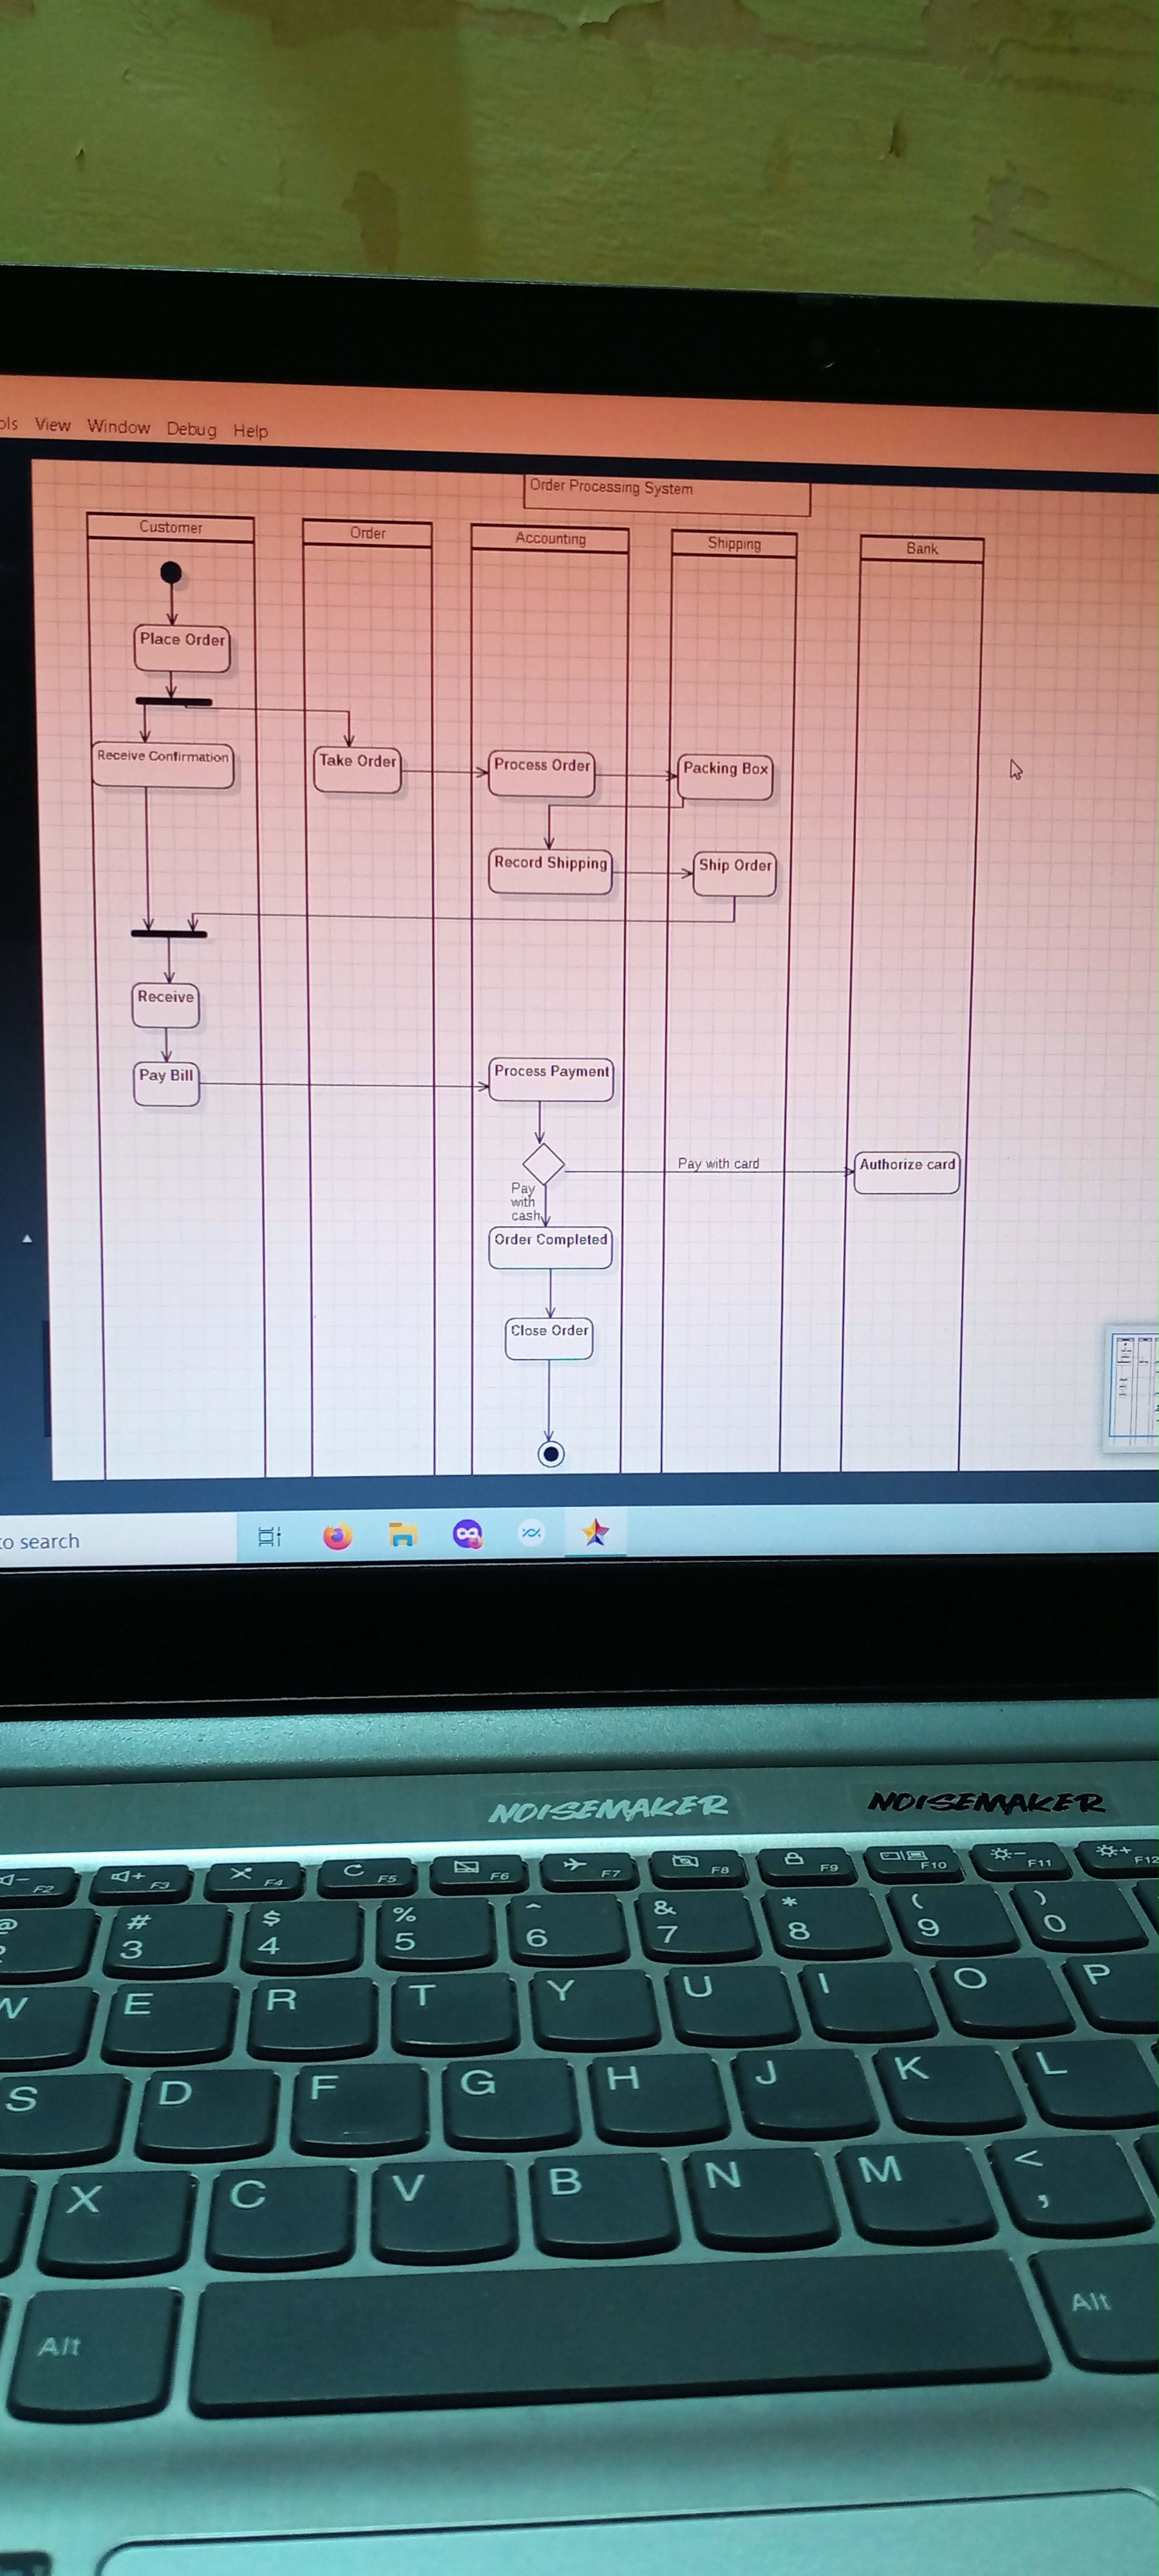 View Window Debug Help
Order Processing System
Customer
Order
Accounting
Shipping
Bank
Place Order
Receive Confirmation
Take Order
Process Order
Packing Box
Record Shipping
Ship Order
Receive
Pay Bill
Process Payment
Pay with card
Authorize card
Pay
with
cash
Order Completed
Close Order
to search
NOISEMAKER NOISEMAKER
F2 F3 F4 F5 F6 F7 F8 F9 F10 F11 F12
@ # $ % ^ & * ( )
3 4 5 6 7 8 9 0
W E R T Y U I O P
S D F G H J K L
X C V B N M <
,
Alt Alt